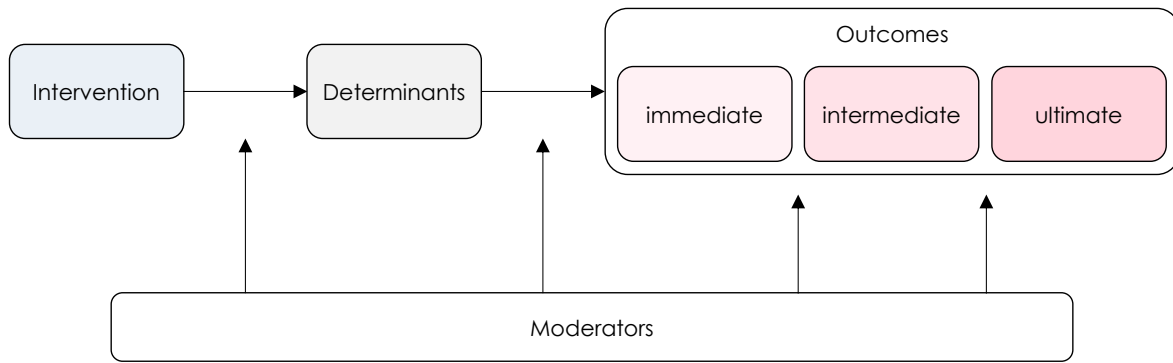 Outcomes
Intervention
Determinants
immediate
intermediate
ultimate
Moderators